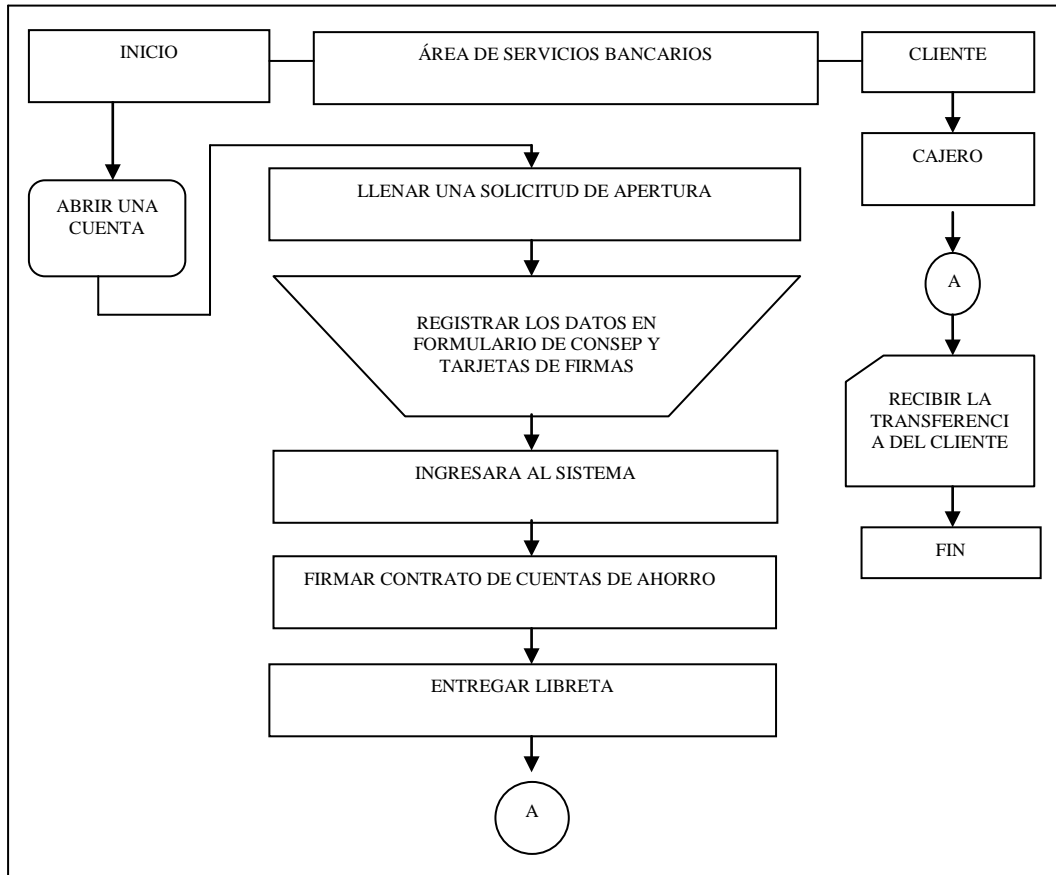 INICIO
ÁREA DE SERVICIOS BANCARIOS
CLIENTE
ABRIR UNA
CUENTA
LLENAR UNA SOLICITUD DE APERTURA
REGISTRAR LOS DATOS EN
FORMULARIO DE CONSEP Y
TARJETAS DE FIRMAS
INGRESARA AL SISTEMA
FIRMAR CONTRATO DE CUENTAS DE AHORRO
ENTREGAR LIBRETA
A
CAJERO
A
RECIBIR LA
TRANSFERENCI
A DEL CLIENTE
FIN